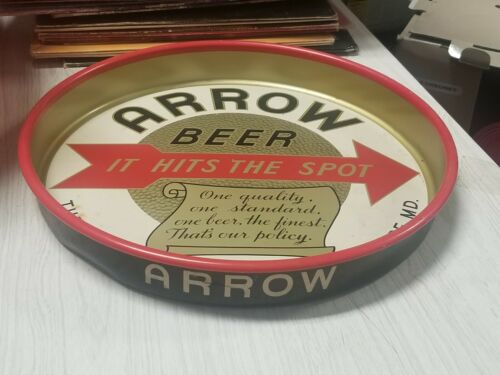 ARROW
BEER
IT HITS THE SPOT
One quality,
one standard,
one beer, the finest.
That's our policy.
MD.
ARROW